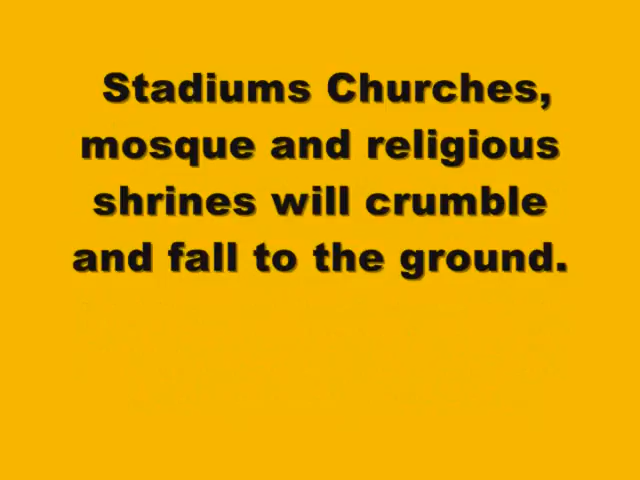 Stadiums Churches,
mosque and religious
shrines will crumble
and fall to the ground.